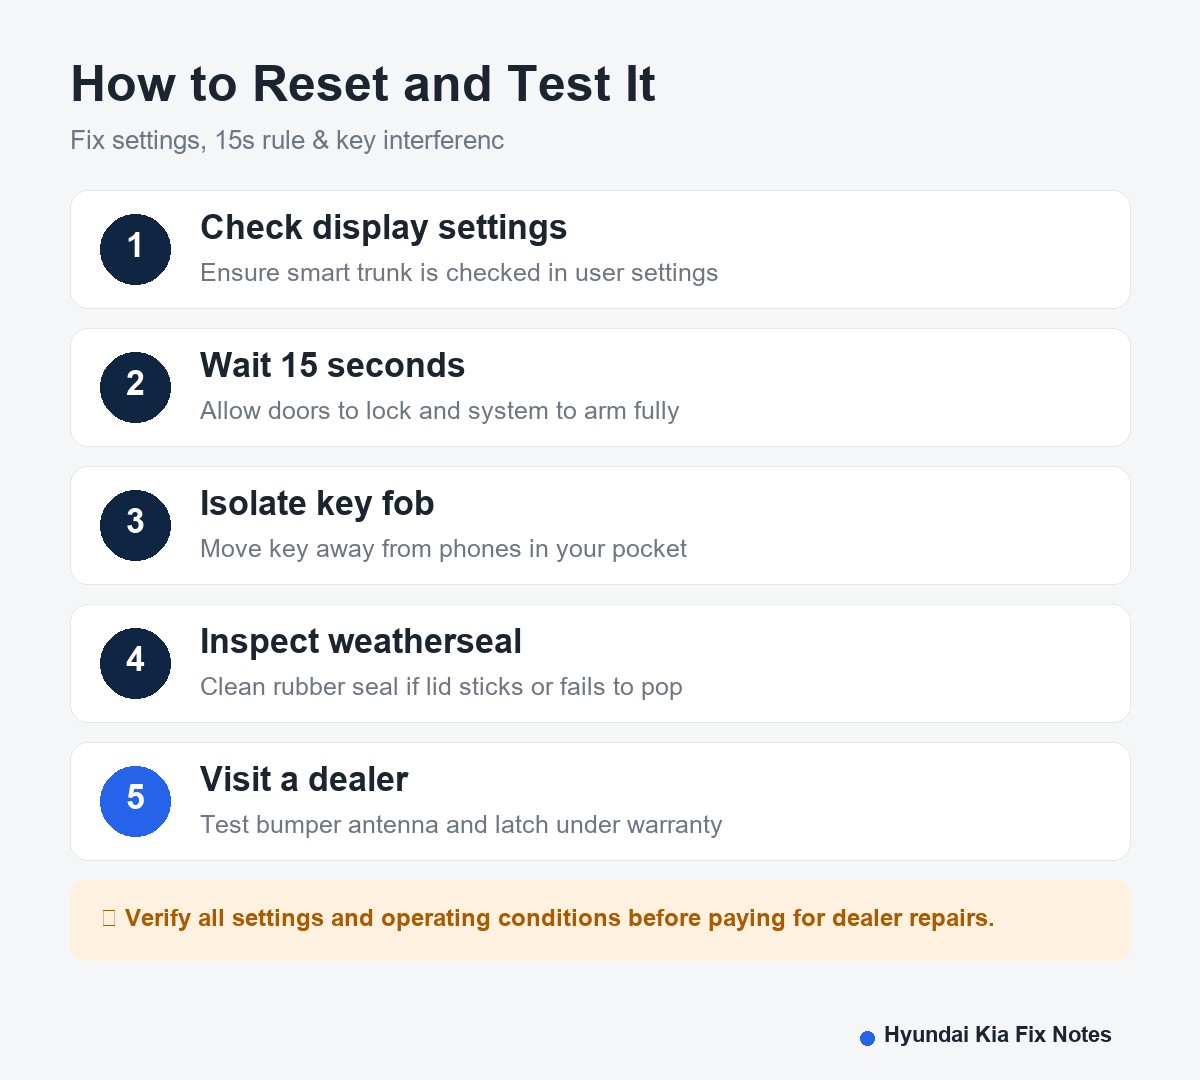 How to Reset and Test It
Fix settings, 15s rule & key interferenc
1
Check display settings
Ensure smart trunk is checked in user settings
2
Wait 15 seconds
Allow doors to lock and system to arm fully
3
Isolate key fob
Move key away from phones in your pocket
4
Inspect weatherseal
Clean rubber seal if lid sticks or fails to pop
5
Visit a dealer
Test bumper antenna and latch under warranty
Verify all settings and operating conditions before paying for dealer repairs.
Hyundai Kia Fix Notes